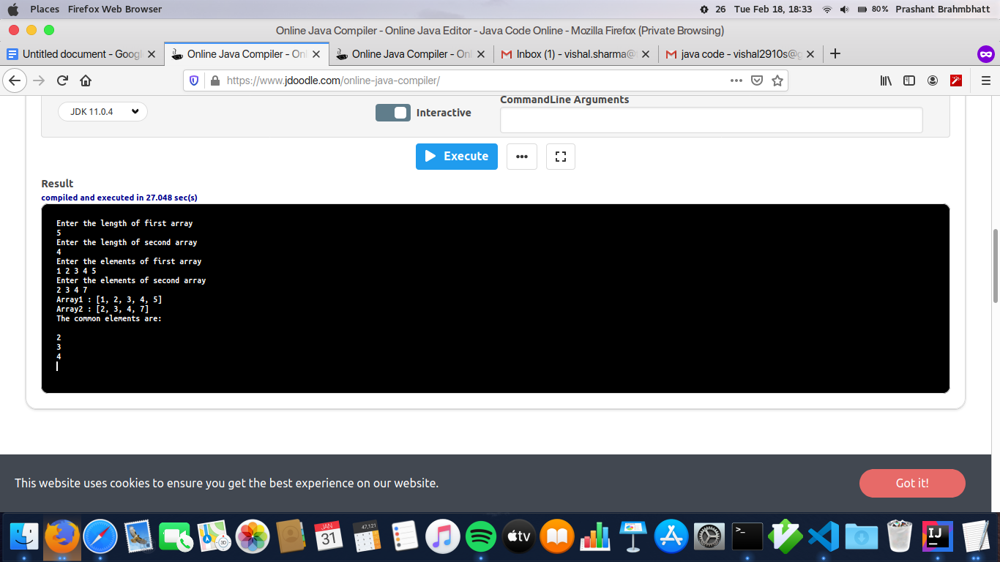 Places Firefox Web Browser 26 Tue Feb 18, 18:33 80% Prashant Brahmbhatt
Online Java Compiler - Online Java Editor - Java Code Online - Mozilla Firefox (Private Browsing)
Untitled document - Goog Online Java Compiler - Onl Online Java Compiler - Onl Inbox (1) - vishal.sharma@ java code - vishal2910s@g
https://www.jdoodle.com/online-java-compiler/
CommandLine Arguments
JDK 11.0.4 Interactive
Execute
Result
compiled and executed in 27.048 sec(s)
Enter the length of first array
5
Enter the length of second array
4
Enter the elements of first array
1 2 3 4 5
Enter the elements of second array
2 3 4 7
Array1 : [1, 2, 3, 4, 5]
Array2 : [2, 3, 4, 7]
The common elements are:
2
3
4
This website uses cookies to ensure you get the best experience on our website. Got it!
JAN
31
47,121
3D
tv
>_
IJ